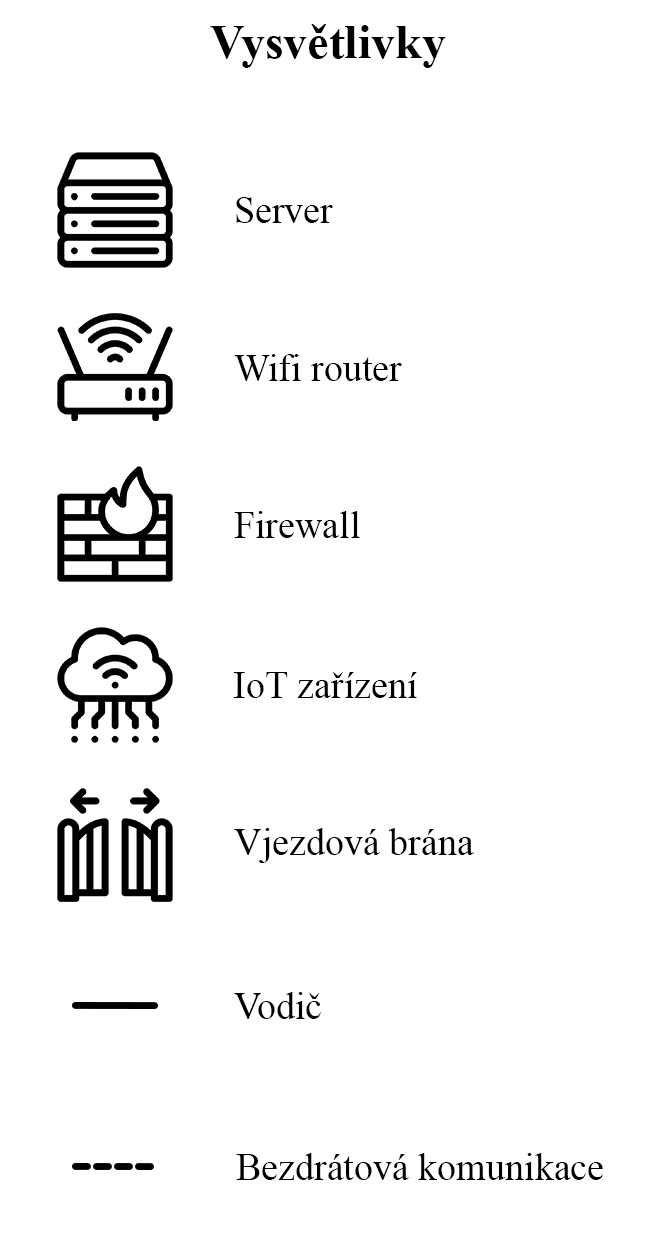 Vysvětlivky
Server
Wifi router
Firewall
IoT zařízení
Vjezdová brána
Vodič
Bezdrátová komunikace